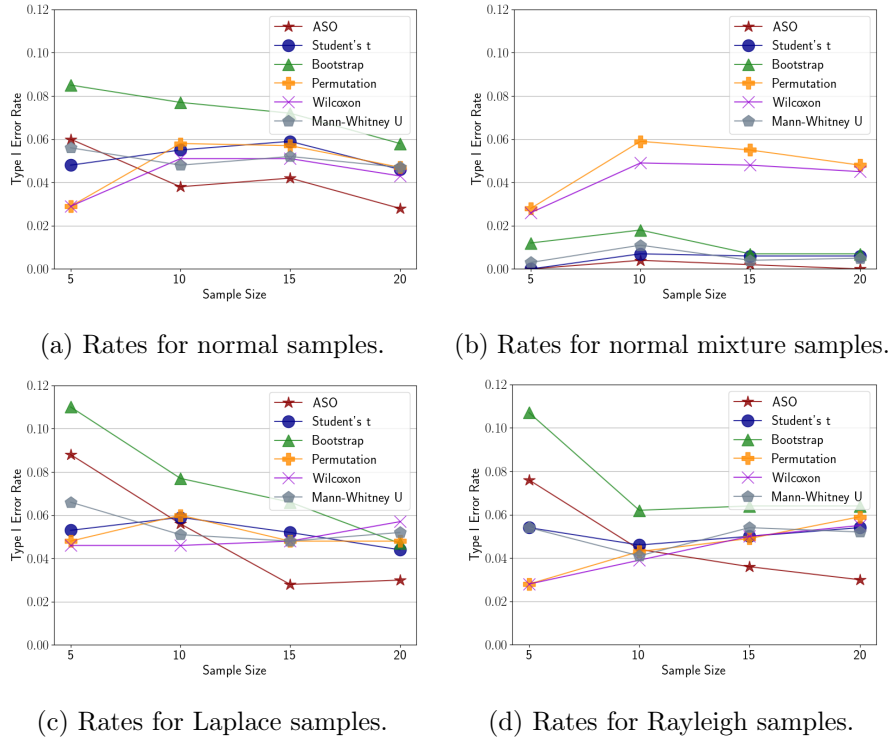 0.12
0.10
0.08
0.06
0.04
0.02
0.00
Type I Error Rate
5 10 15 20
Sample Size
ASO
Student's t
Bootstrap
Permutation
Wilcoxon
Mann-Whitney U
(a) Rates for normal samples.
0.12
0.10
0.08
0.06
0.04
0.02
0.00
Type I Error Rate
5 10 15 20
Sample Size
ASO
Student's t
Bootstrap
Permutation
Wilcoxon
Mann-Whitney U
(b) Rates for normal mixture samples.
0.12
0.10
0.08
0.06
0.04
0.02
0.00
Type I Error Rate
5 10 15 20
Sample Size
ASO
Student's t
Bootstrap
Permutation
Wilcoxon
Mann-Whitney U
(c) Rates for Laplace samples.
0.12
0.10
0.08
0.06
0.04
0.02
0.00
Type I Error Rate
5 10 15 20
Sample Size
ASO
Student's t
Bootstrap
Permutation
Wilcoxon
Mann-Whitney U
(d) Rates for Rayleigh samples.